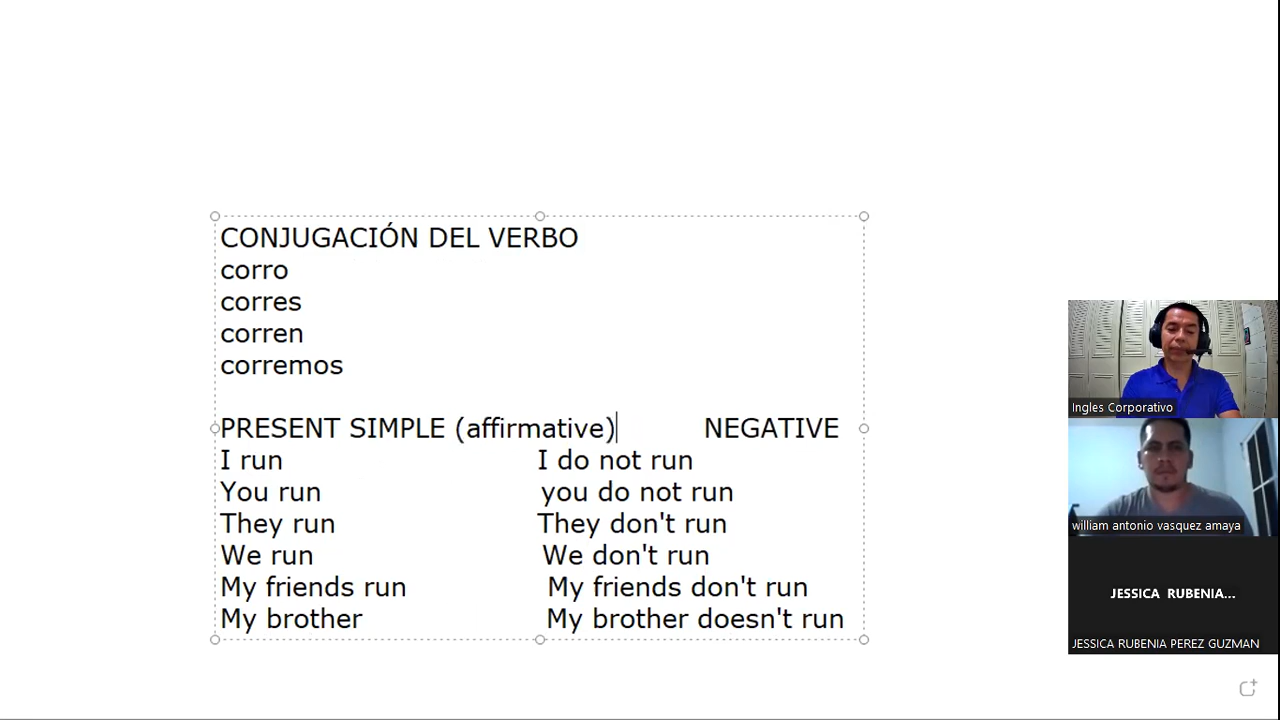 CONJUGACIÓN DEL VERBO
corro
corres
corren
corremos
PRESENT SIMPLE (affirmative) NEGATIVE
I run I do not run
You run you do not run
They run They don't run
We run We don't run
My friends run My friends don't run
My brother My brother doesn't run
Ingles Corporativo
william antonio vasquez amaya
JESSICA RUBENIA...
JESSICA RUBENIA PEREZ GUZMAN